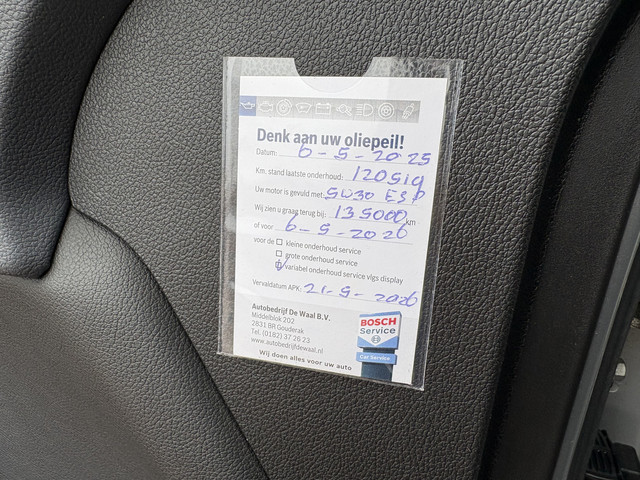 Denk aan uw oliepeil!
Datum: 6-5-2025
Km. stand laatste onderhoud: 120519
Uw motor is gevuld met: 5W30 ESP
Wij zien u graag terug bij: 135000 km
of voor 6-5-2026
voor de □ kleine onderhoud service
□ grote onderhoud service
☑ variabel onderhoud service vlgs display
Vervaldatum APK: 21-9-2026
Autobedrijf De Waal B.V.
Middelblok 202
2831 BR Gouderak
Tel. (0182) 37 26 23
www.autobedrijfdewaal.nl
Wij doen alles voor uw auto
BOSCH
Service
Car Service